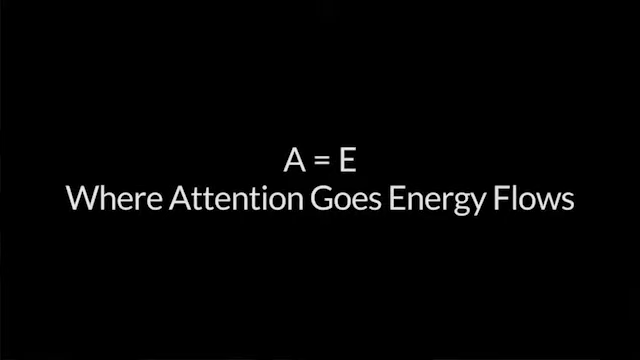 A = E
Where Attention Goes Energy Flows